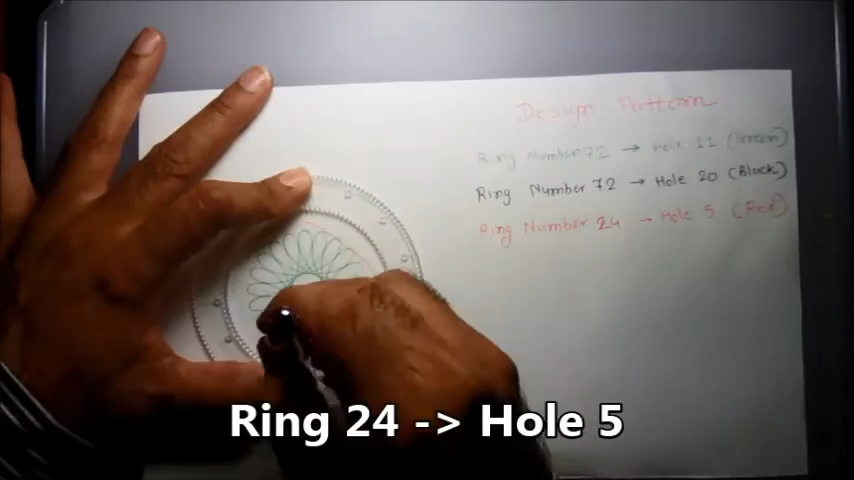 Design Pattern
Ring Number 72 → Hole 11 (Green)
Ring Number 72 → Hole 20 (Black)
Ring Number 24 → Hole 5 (Red)
Ring 24 -> Hole 5